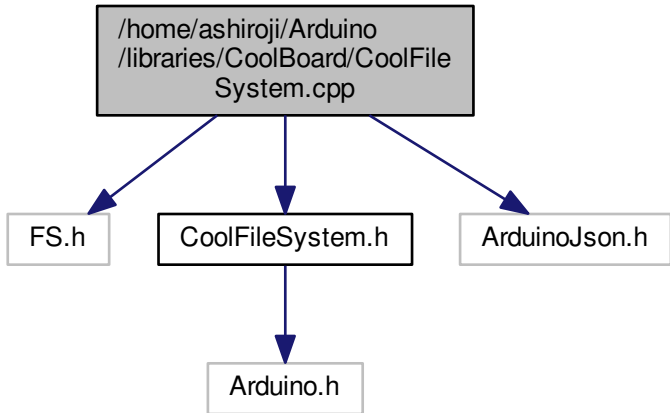 /home/ashiroji/Arduino
/libraries/CoolBoard/CoolFile
System.cpp
FS.h
CoolFileSystem.h
ArduinoJson.h
Arduino.h